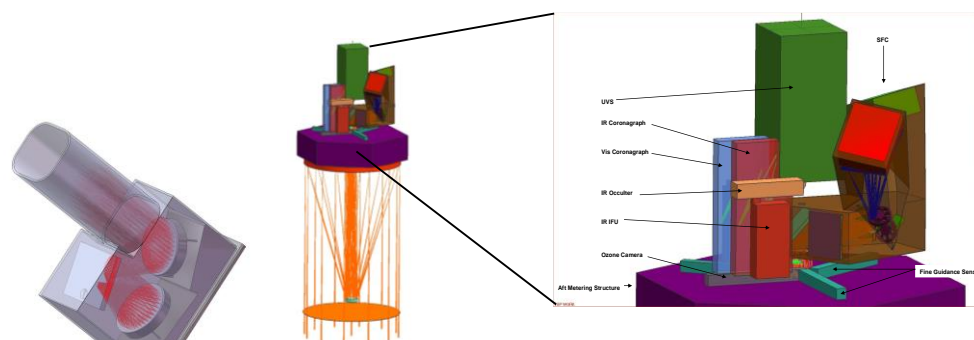 SFC
UVS
IR Coronagraph
Vis Coronagraph
IR Occulter
IR IFU
Ozone Camera
Fine Guidance Sens
Aft Metering Structure